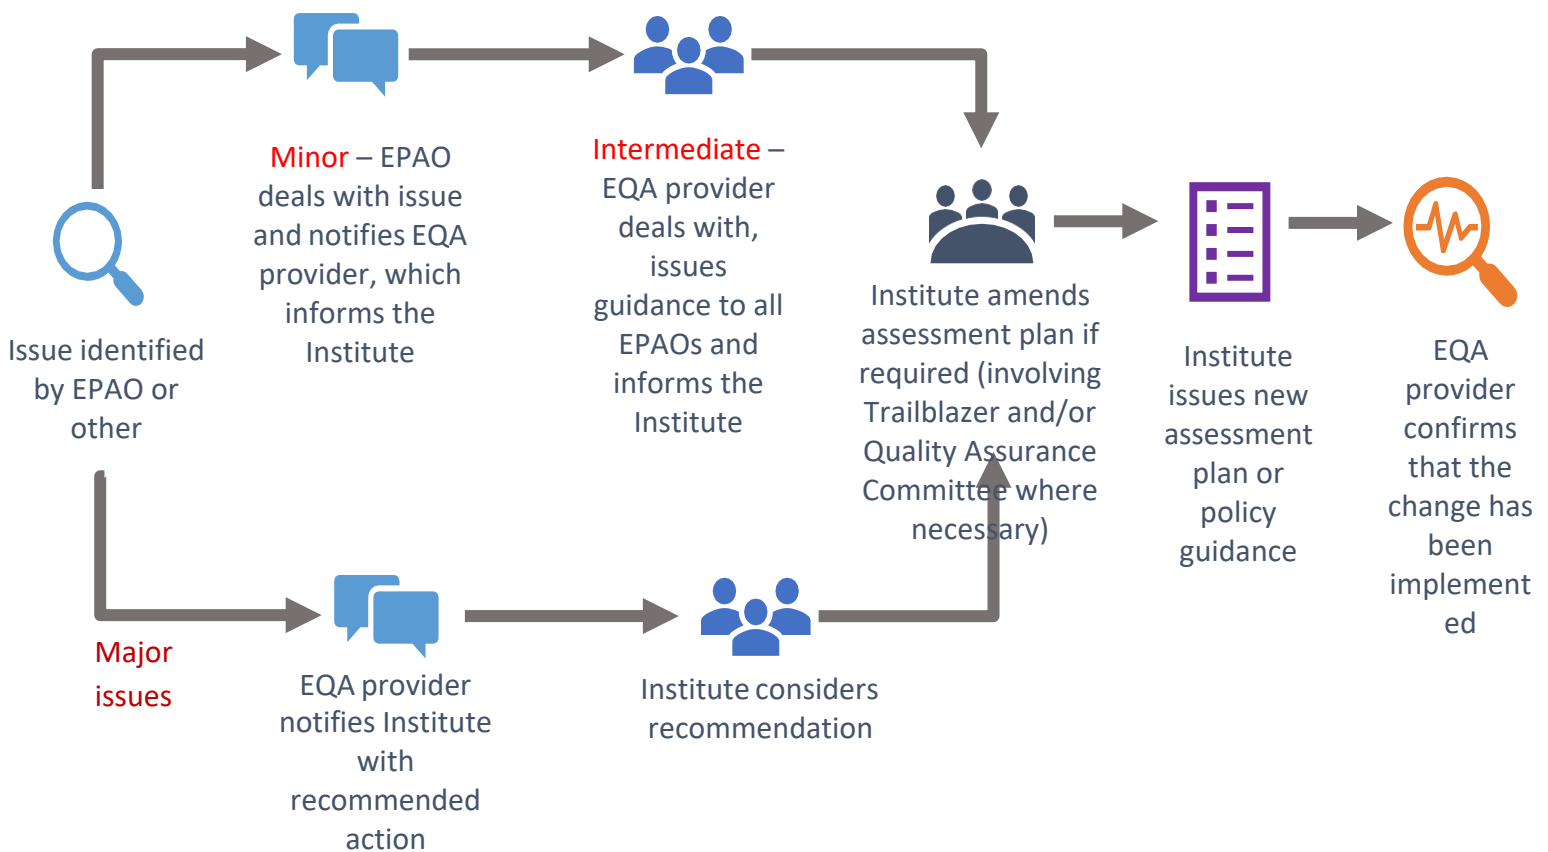 Issue identified
by EPAO or
other
Minor – EPAO
deals with issue
and notifies EQA
provider, which
informs the
Institute
Intermediate –
EQA provider
deals with,
issues
guidance to all
EPAOs and
informs the
Institute
Institute amends
assessment plan if
required (involving
Trailblazer and/or
Quality Assurance
Committee where
necessary)
Institute
issues new
assessment
plan or
policy
guidance
EQA
provider
confirms
that the
change has
been
implement
ed
Major
issues
EQA provider
notifies Institute
with
recommended
action
Institute considers
recommendation